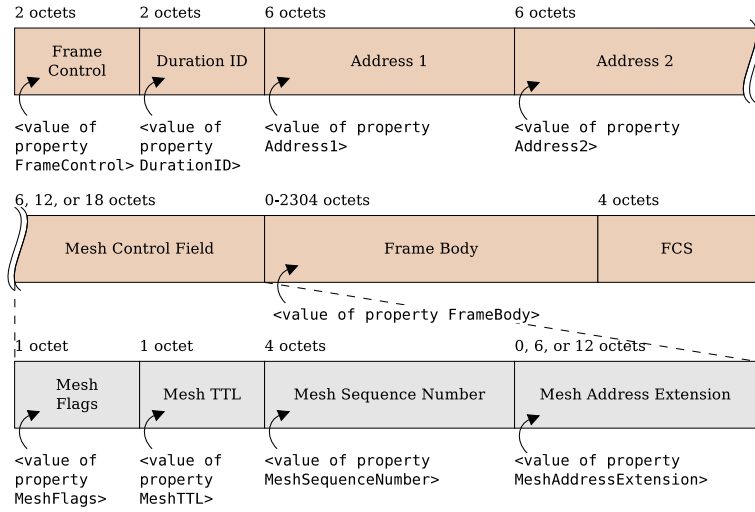 2 octets 2 octets 6 octets 6 octets
Frame
Control
Duration ID
Address 1
Address 2
<value of
property
FrameControl>
<value of
property
DurationID>
<value of property
Address1>
<value of property
Address2>
6, 12, or 18 octets 0-2304 octets 4 octets
Mesh Control Field
Frame Body
FCS
<value of property FrameBody>
1 octet 1 octet 4 octets 0, 6, or 12 octets
Mesh
Flags
Mesh TTL
Mesh Sequence Number
Mesh Address Extension
<value of
property
MeshFlags>
<value of
property
MeshTTL>
<value of property
MeshSequenceNumber>
<value of property
MeshAddressExtension>